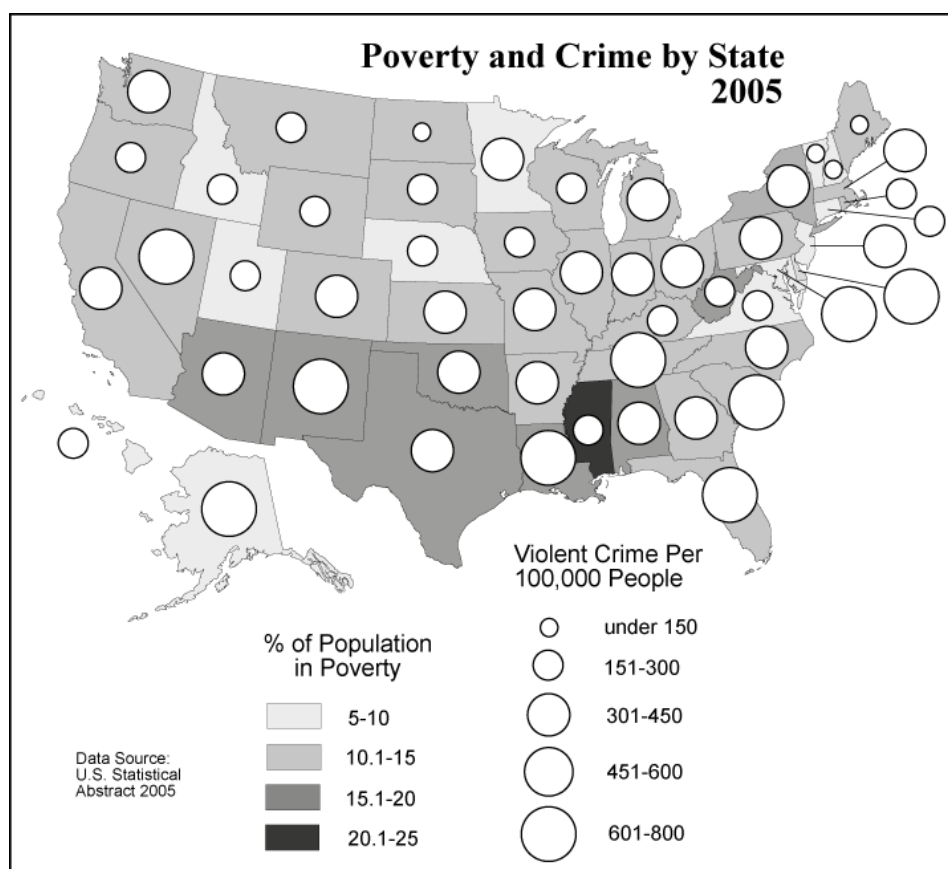 Poverty and Crime by State
2005
Violent Crime Per
100,000 People
under 150
151-300
301-450
451-600
601-800
% of Population
in Poverty
5-10
10.1-15
15.1-20
20.1-25
Data Source:
U.S. Statistical
Abstract 2005